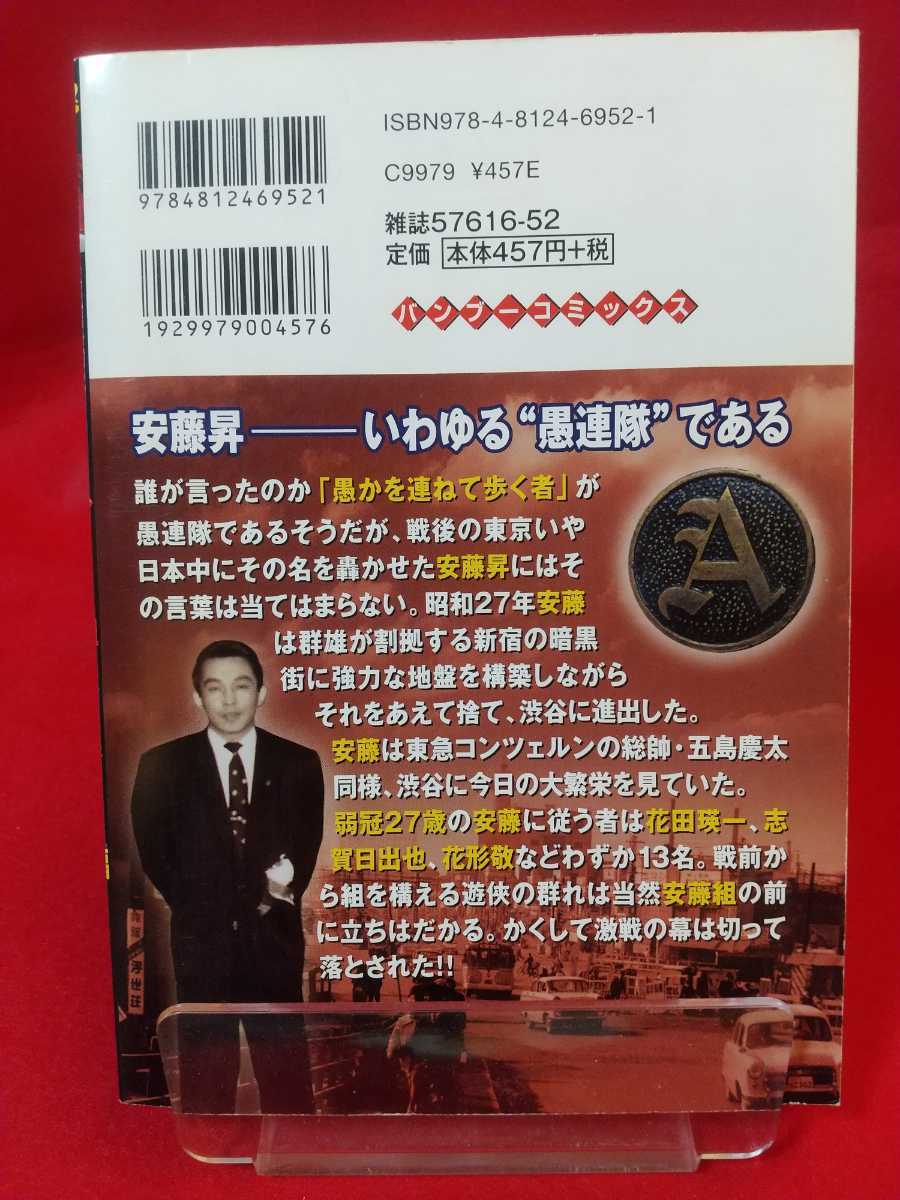 ISBN978-4-8124-6952-1
9784812469521
C9979 ¥457E
雑誌57616-52
定価 本体457円+税
1929979004576
バンブーコミックス
安藤昇――いわゆる“愚連隊”である
誰が言ったのか「愚かを連ねて歩く者」が
愚連隊であるそうだが、戦後の東京いや
日本中にその名を轟かせた安藤昇にはそ
の言葉は当てはまらない。昭和27年安藤
は群雄が割拠する新宿の暗黒
街に強力な地盤を構築しながら
それをあえて捨て、渋谷に進出した。
安藤は東急コンツェルンの総帥・五島慶太
同様、渋谷に今日の大繁栄を見ていた。
弱冠27歳の安藤に従う者は花田瑛一、志
賀日出也、花形敬などわずか13名。戦前か
ら組を構える遊侠の群れは当然安藤組の前
に立ちはだかる。かくして激戦の幕は切って
落とされた!!
A